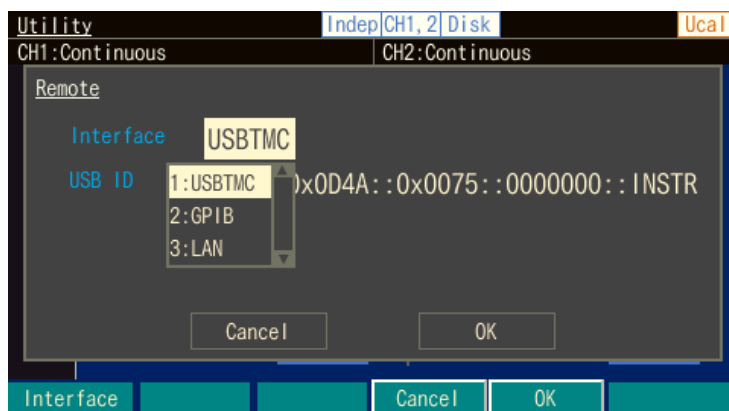 Utility Indep CH1,2 Disk Ucal
CH1:Continuous CH2:Continuous
Remote
Interface USBTMC
USB ID x0D4A::0x0075::0000000::INSTR
1:USBTMC
2:GPIB
3:LAN
Cancel OK
Interface Cancel OK